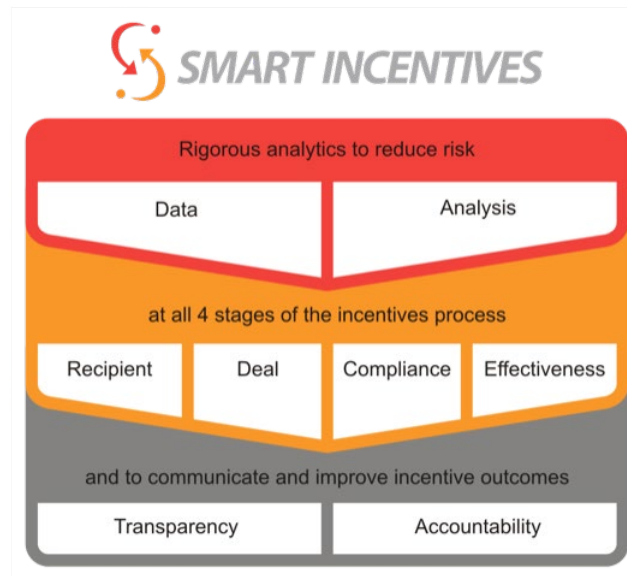 SMART INCENTIVES
Rigorous analytics to reduce risk
Data
Analysis
at all 4 stages of the incentives process
Recipient
Deal
Compliance
Effectiveness
and to communicate and improve incentive outcomes
Transparency
Accountability